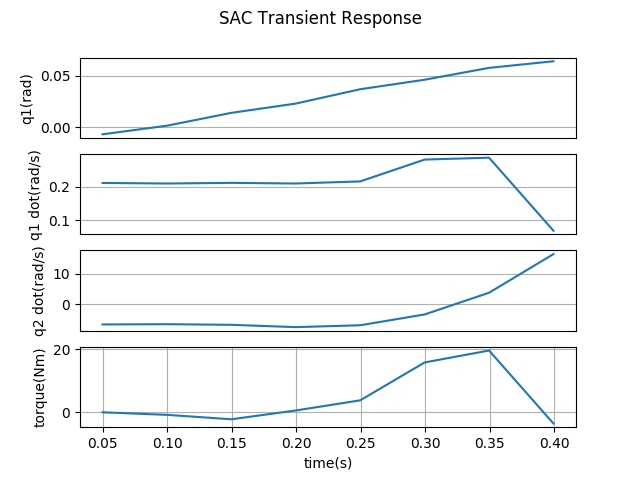 SAC Transient Response
q1(rad)
0.05
0.00
q1 dot(rad/s)
0.2
0.1
q2 dot(rad/s)
10
0
torque(Nm)
20
0
0.05 0.10 0.15 0.20 0.25 0.30 0.35 0.40
time(s)